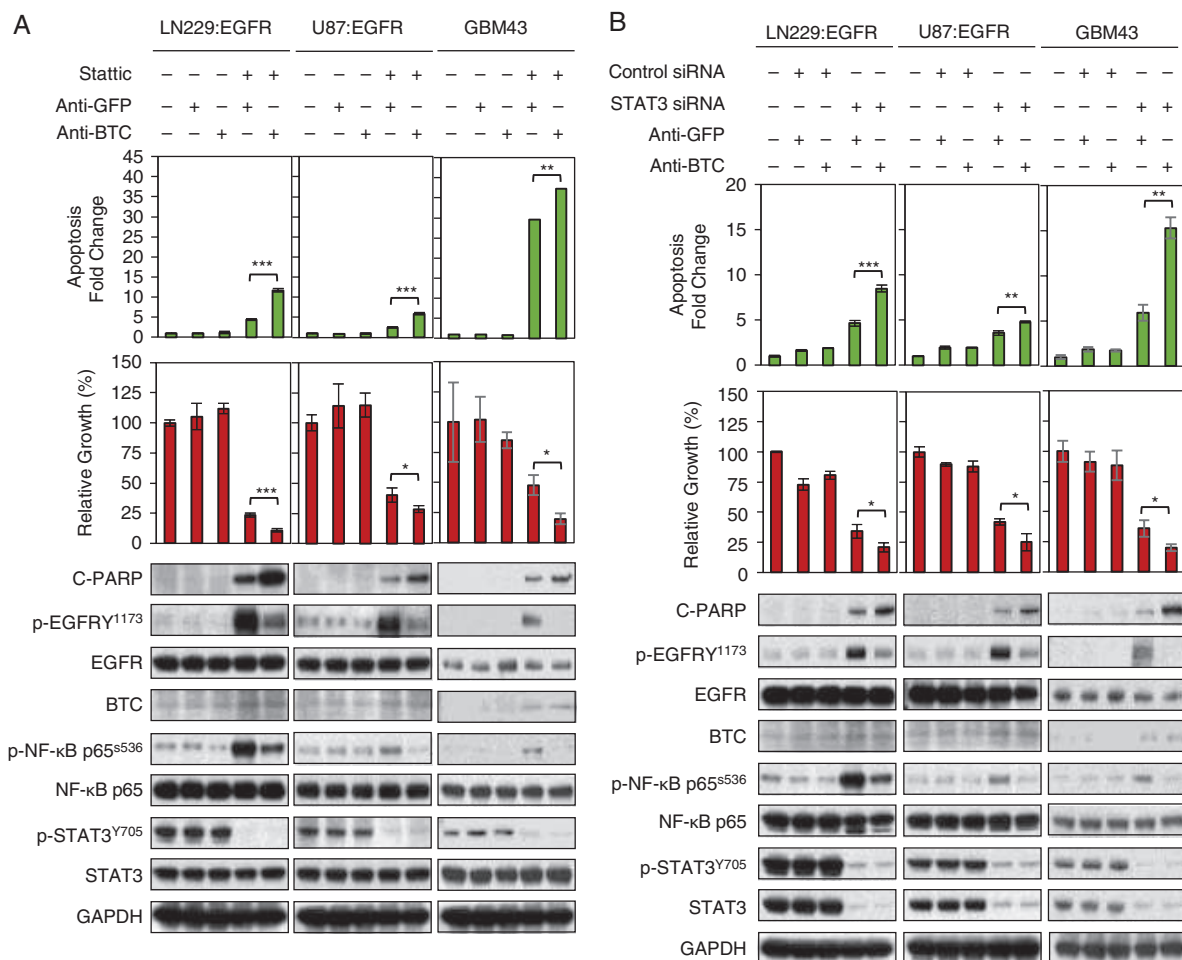 A
LN229:EGFR U87:EGFR GBM43
Stattic – – – + + – – – + + – – – + +
Anti-GFP – + – + – – + – + – – + – + –
Anti-BTC – – + – + – – + – + – – + – +
Apoptosis
Fold Change
45
40
35
30
25
20
15
10
5
0
*** *** **
Relative Growth (%)
150
125
100
75
50
25
0
*** * *
C-PARP
p-EGFRY1173
EGFR
BTC
p-NF-κB p65s536
NF-κB p65
p-STAT3Y705
STAT3
GAPDH
B
LN229:EGFR U87:EGFR GBM43
Control siRNA – + + – – – + + – – – + + – –
STAT3 siRNA – – – + + – – – + + – – – + +
Anti-GFP – + – + – – + – + – – + – + –
Anti-BTC – – + – + – – + – + – – + – +
Apoptosis
Fold Change
20
15
10
5
0
*** ** **
Relative Growth (%)
150
125
100
75
50
25
0
* * *
C-PARP
p-EGFRY1173
EGFR
BTC
p-NF-κB p65s536
NF-κB p65
p-STAT3Y705
STAT3
GAPDH